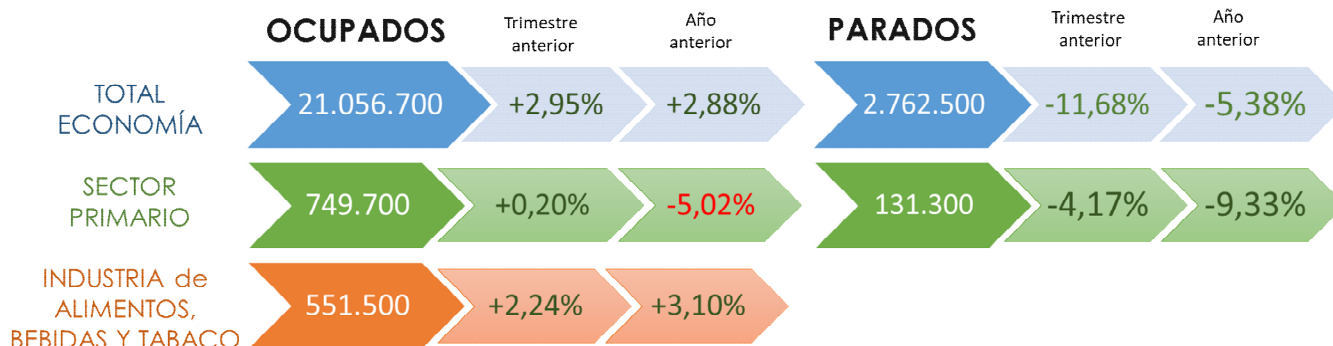 OCUPADOS Trimestre anterior Año anterior PARADOS Trimestre anterior Año anterior
TOTAL
ECONOMÍA
21.056.700 +2,95% +2,88% 2.762.500 -11,68% -5,38%
SECTOR
PRIMARIO
749.700 +0,20% -5,02% 131.300 -4,17% -9,33%
INDUSTRIA de
ALIMENTOS,
BEBIDAS Y TABACO
551.500 +2,24% +3,10%